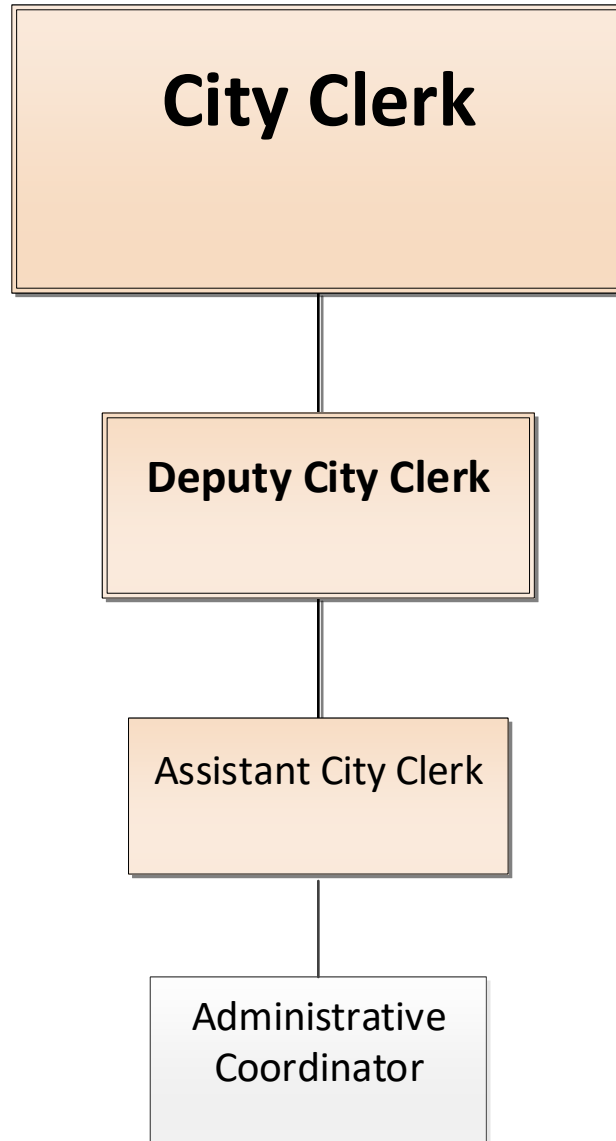 City Clerk
Deputy City Clerk
Assistant City Clerk
Administrative
Coordinator